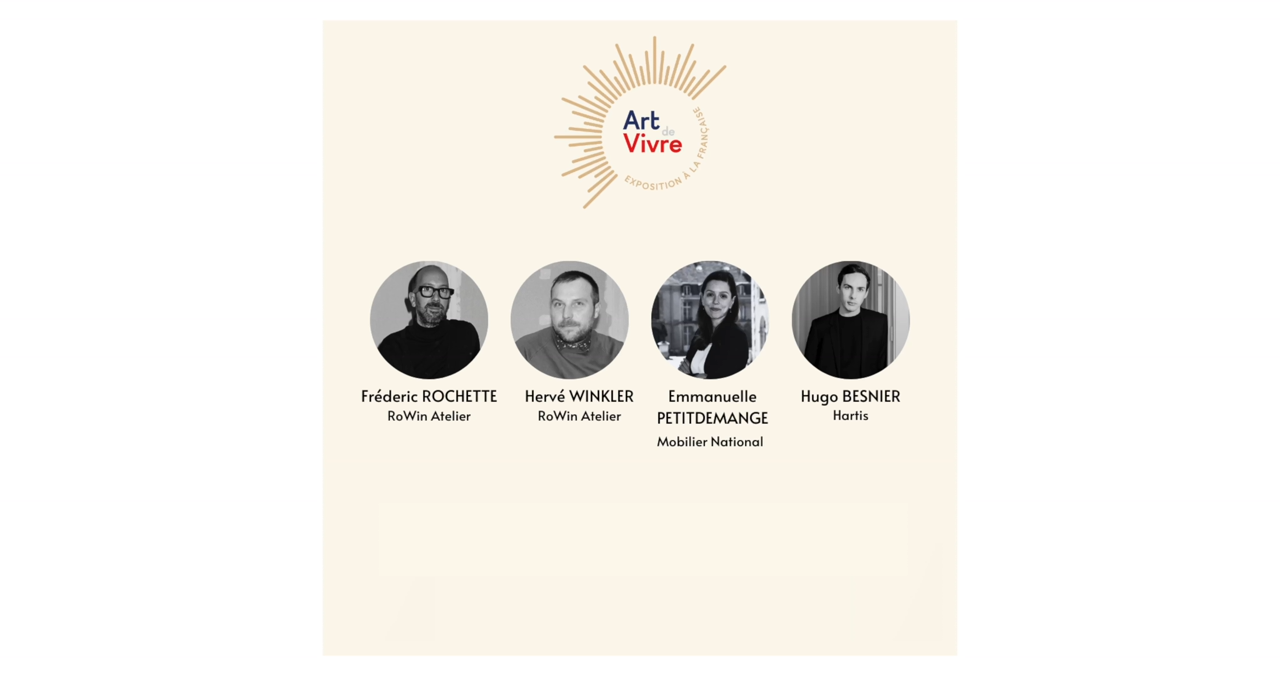 Art
de
Vivre
EXPOSITION À LA FRANÇAISE
Fréderic ROCHETTE
RoWin Atelier
Hervé WINKLER
RoWin Atelier
Emmanuelle
PETITDEMANGE
Mobilier National
Hugo BESNIER
Hartis